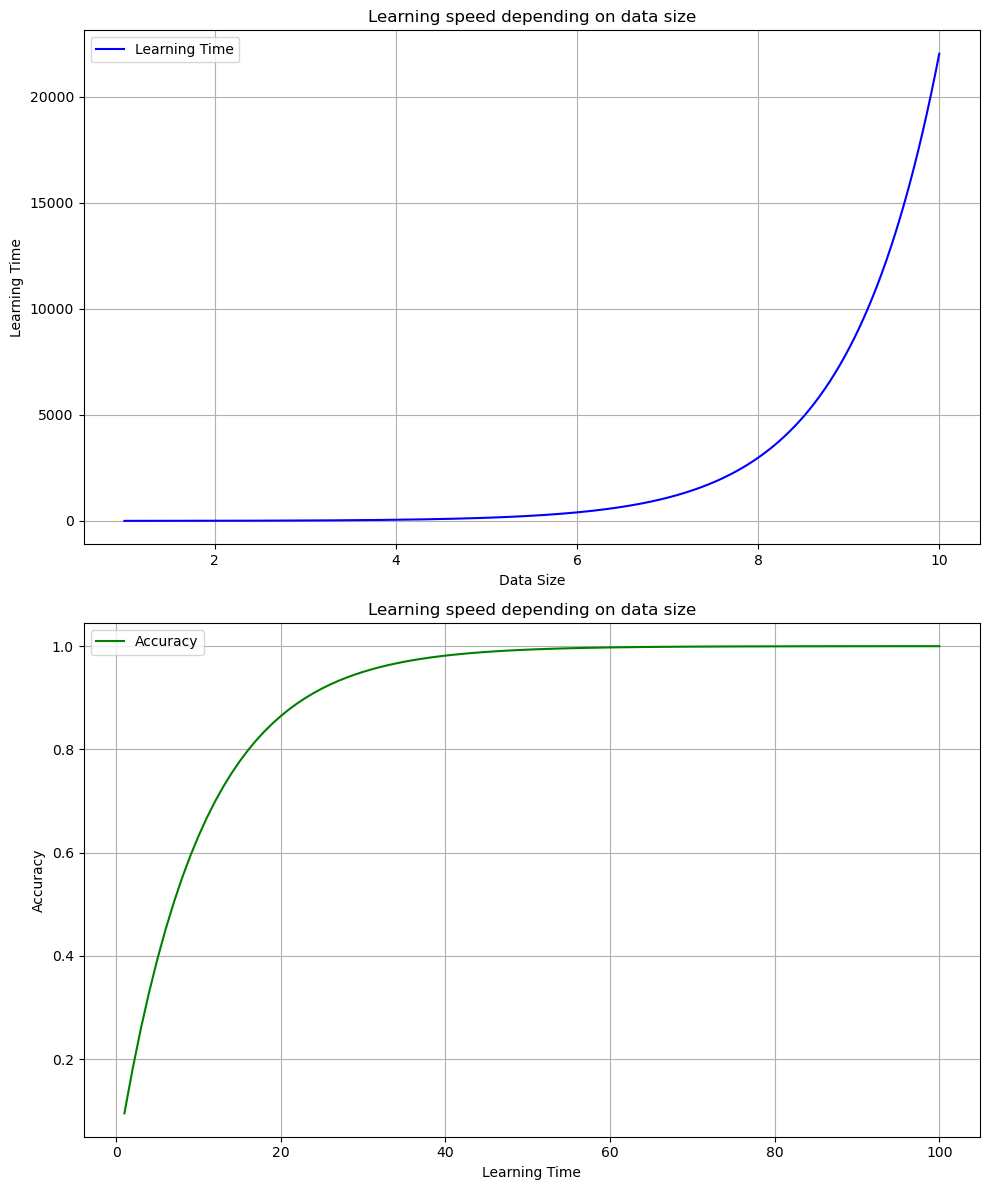 Learning speed depending on data size
Learning Time
20000
15000
10000
5000
0
Learning Time
2 4 6 8 10
Data Size
Learning speed depending on data size
Accuracy
1.0
0.8
0.6
0.4
0.2
Accuracy
0 20 40 60 80 100
Learning Time